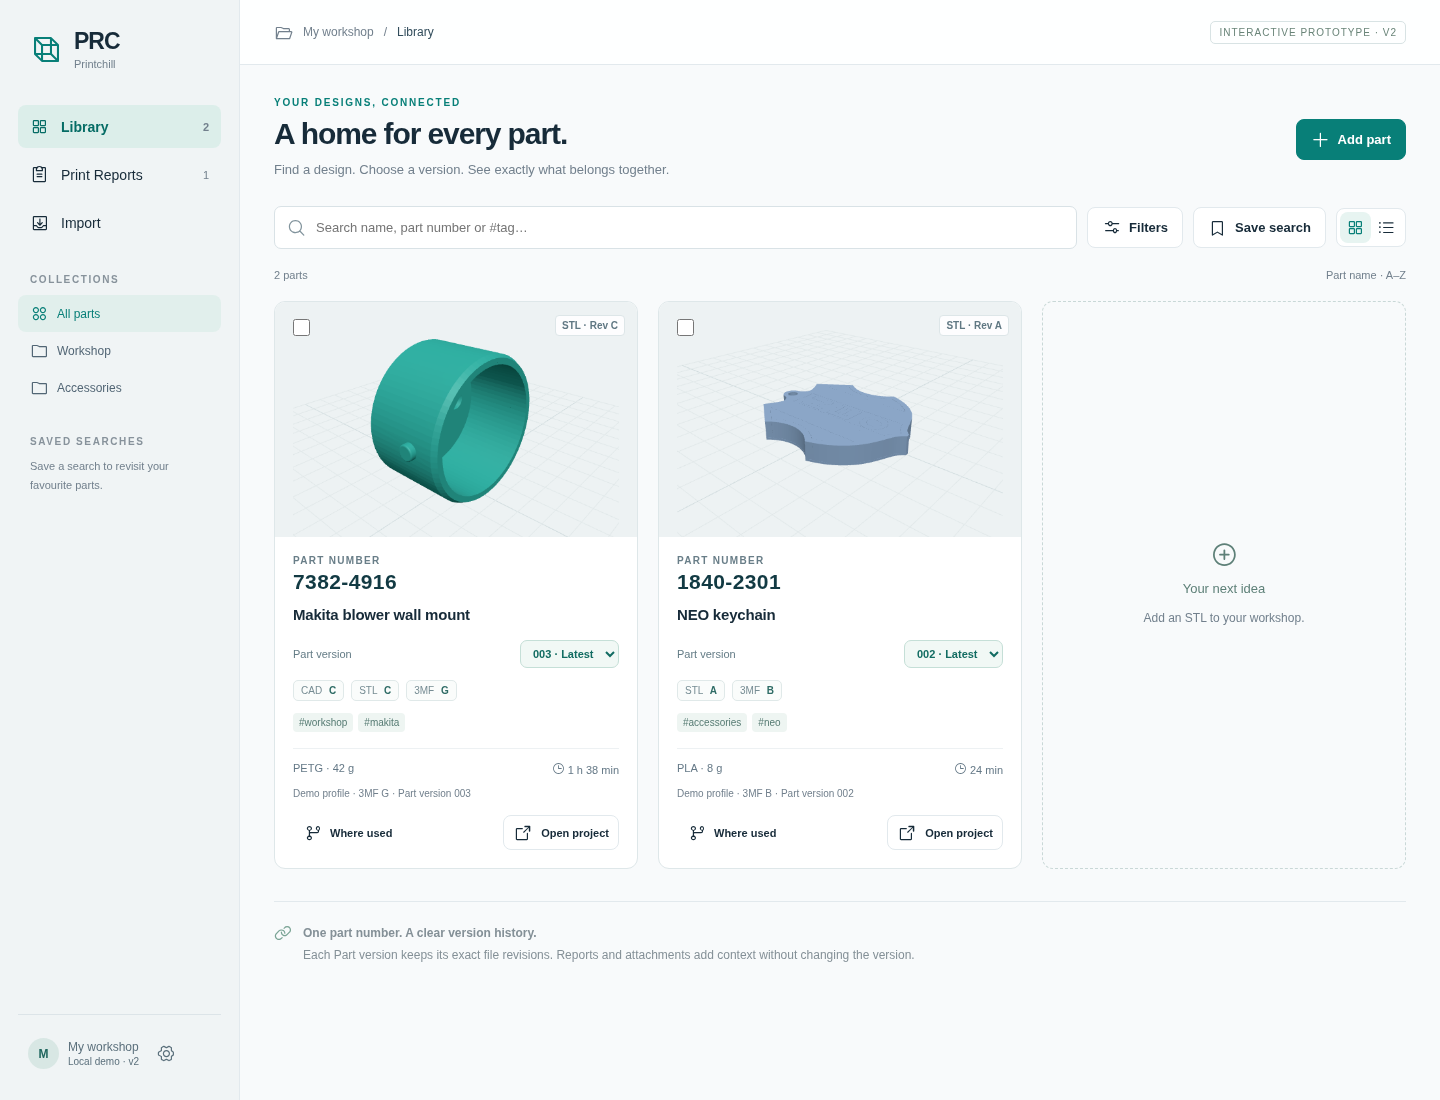 PRC
Printchill
Library 2
Print Reports 1
Import
COLLECTIONS
All parts
Workshop
Accessories
SAVED SEARCHES
Save a search to revisit your
favourite parts.
M
My workshop
Local demo · v2
My workshop / Library
INTERACTIVE PROTOTYPE · V2
YOUR DESIGNS, CONNECTED
A home for every part.
Find a design. Choose a version. See exactly what belongs together.
Add part
Search name, part number or #tag…
Filters
Save search
2 parts
Part name · A–Z
STL · Rev C
PART NUMBER
7382-4916
Makita blower wall mount
Part version 003 · Latest
CAD C STL C 3MF G
#workshop #makita
PETG · 42 g 1 h 38 min
Demo profile · 3MF G · Part version 003
Where used Open project
STL · Rev A
PART NUMBER
1840-2301
NEO keychain
Part version 002 · Latest
STL A 3MF B
#accessories #neo
PLA · 8 g 24 min
Demo profile · 3MF B · Part version 002
Where used Open project
Your next idea
Add an STL to your workshop.
One part number. A clear version history.
Each Part version keeps its exact file revisions. Reports and attachments add context without changing the version.